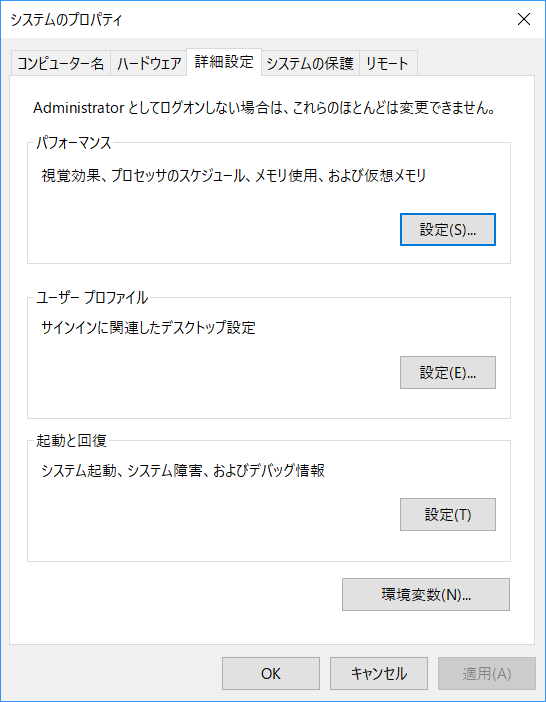 システムのプロパティ
コンピューター名 ハードウェア 詳細設定 システムの保護 リモート
Administrator としてログオンしない場合は、これらのほとんどは変更できません。
パフォーマンス
視覚効果、プロセッサのスケジュール、メモリ使用、および仮想メモリ
設定(S)...
ユーザー プロファイル
サインインに関連したデスクトップ設定
設定(E)...
起動と回復
システム起動、システム障害、およびデバッグ情報
設定(T)
環境変数(N)...
OK キャンセル 適用(A)